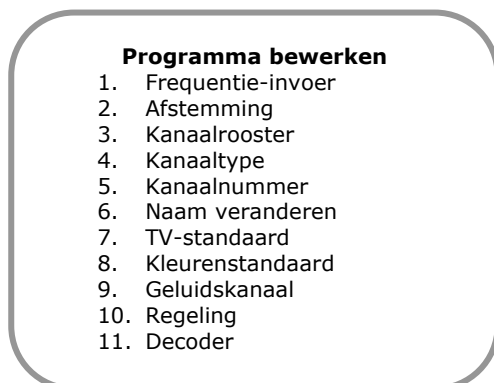 Programma bewerken
1. Frequentie-invoer
2. Afstemming
3. Kanaalrooster
4. Kanaaltype
5. Kanaalnummer
6. Naam veranderen
7. TV-standaard
8. Kleurenstandaard
9. Geluidskanaal
10. Regeling
11. Decoder